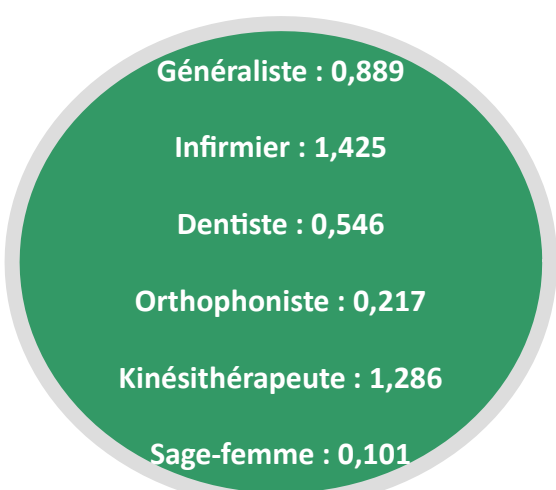 Généraliste : 0,889
Infirmier : 1,425
Dentiste : 0,546
Orthophoniste : 0,217
Kinésithérapeute : 1,286
Sage-femme : 0,101